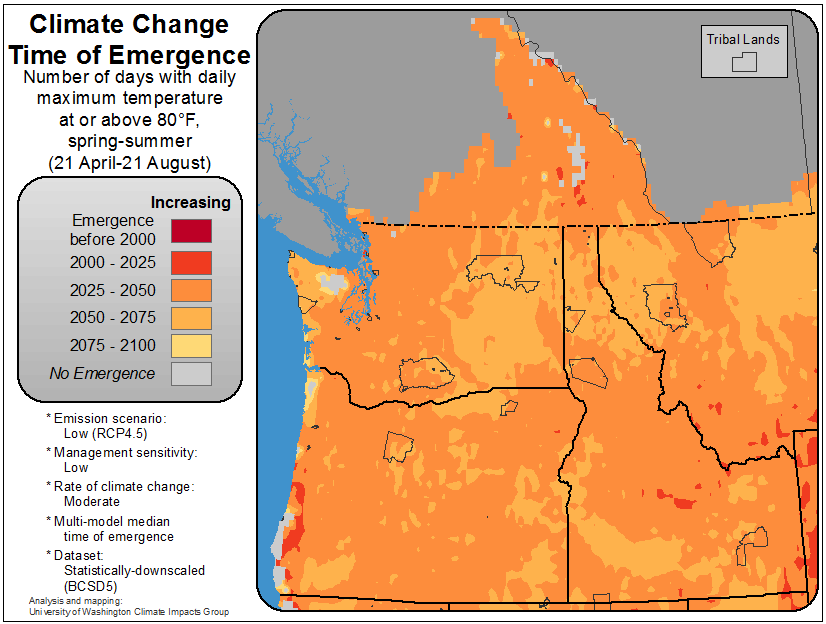 Climate Change
Time of Emergence
Number of days with daily
maximum temperature
at or above 80°F,
spring-summer
(21 April-21 August)
Increasing
Emergence
before 2000
2000 - 2025
2025 - 2050
2050 - 2075
2075 - 2100
No Emergence
* Emission scenario:
Low (RCP4.5)
* Management sensitivity:
Low
* Rate of climate change:
Moderate
* Multi-model median
time of emergence
* Dataset:
Statistically-downscaled
(BCSD5)
Analysis and mapping:
University of Washington Climate Impacts Group
Tribal Lands